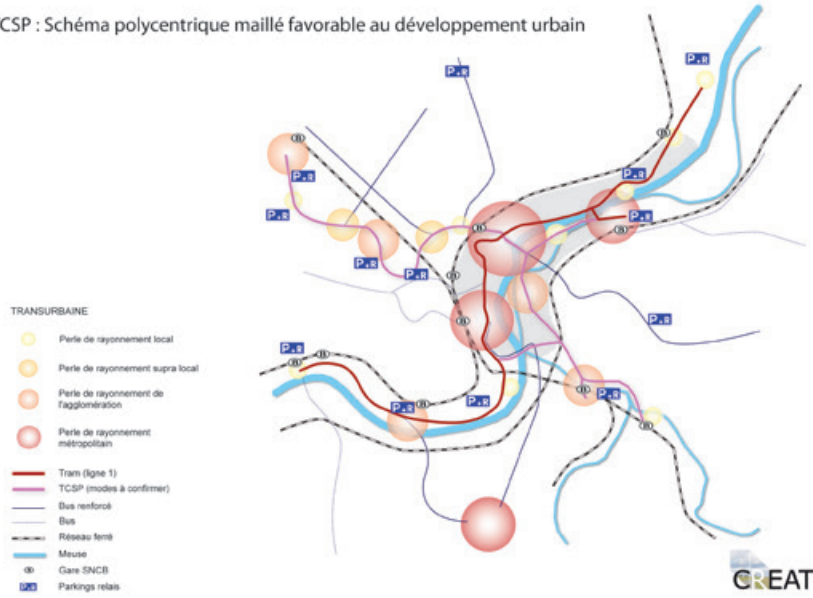 CSP : Schéma polycentrique maillé favorable au développement urbain
P+R
P+R
B
B
P+R
P+R
P+R
P+R
B
B
P+R
P+R
B
B
P+R
P+R
B
B
P+R
B
P+R
B
P+R
B
TRANSURBAINE
Perle de rayonnement local
Perle de rayonnement supra local
Perle de rayonnement de
l'agglomération
Perle de rayonnement
métropolitain
Tram (ligne 1)
TCSP (modes à confirmer)
Bus renforcé
Bus
Réseau ferré
Meuse
B Gare SNCB
P+R Parkings relais
CREAT